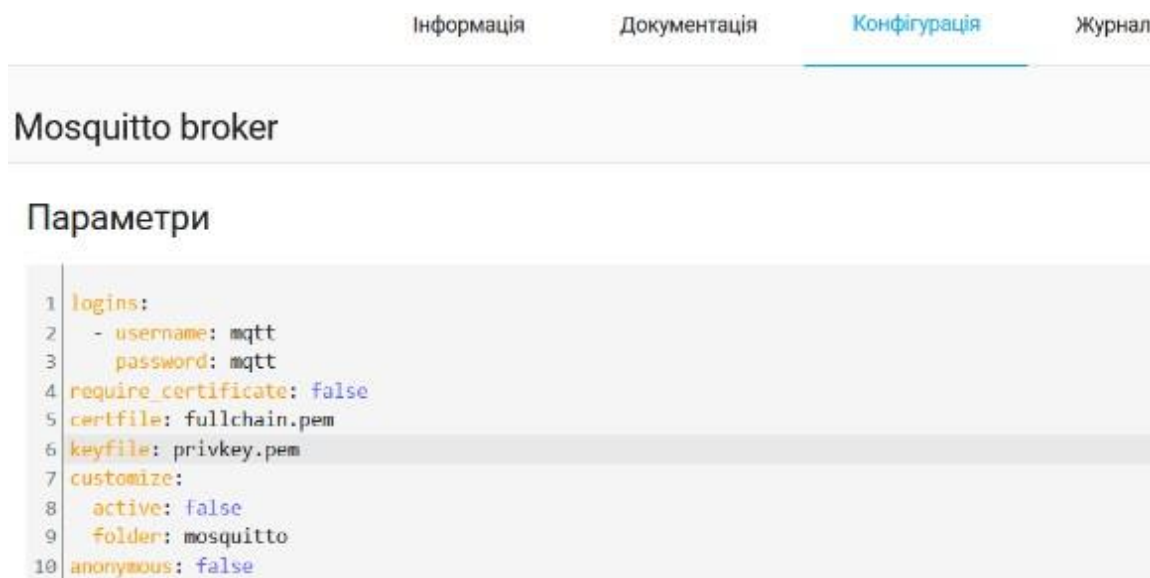 Інформація Документація Конфігурація Журнал
Mosquitto broker
Параметри
1 logins:
2   - username: mqtt
3     password: mqtt
4 require_certificate: false
5 certfile: fullchain.pem
6 keyfile: privkey.pem
7 customize:
8   active: false
9   folder: mosquitto
10 anonymous: false